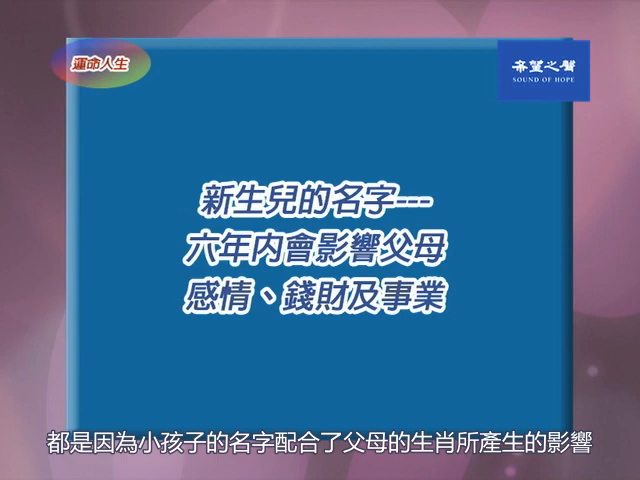 運命人生
希望之聲
SOUND OF HOPE
新生兒的名字---
六年內會影響父母
感情、錢財及事業
都是因為小孩子的名字配合了父母的生肖所產生的影響